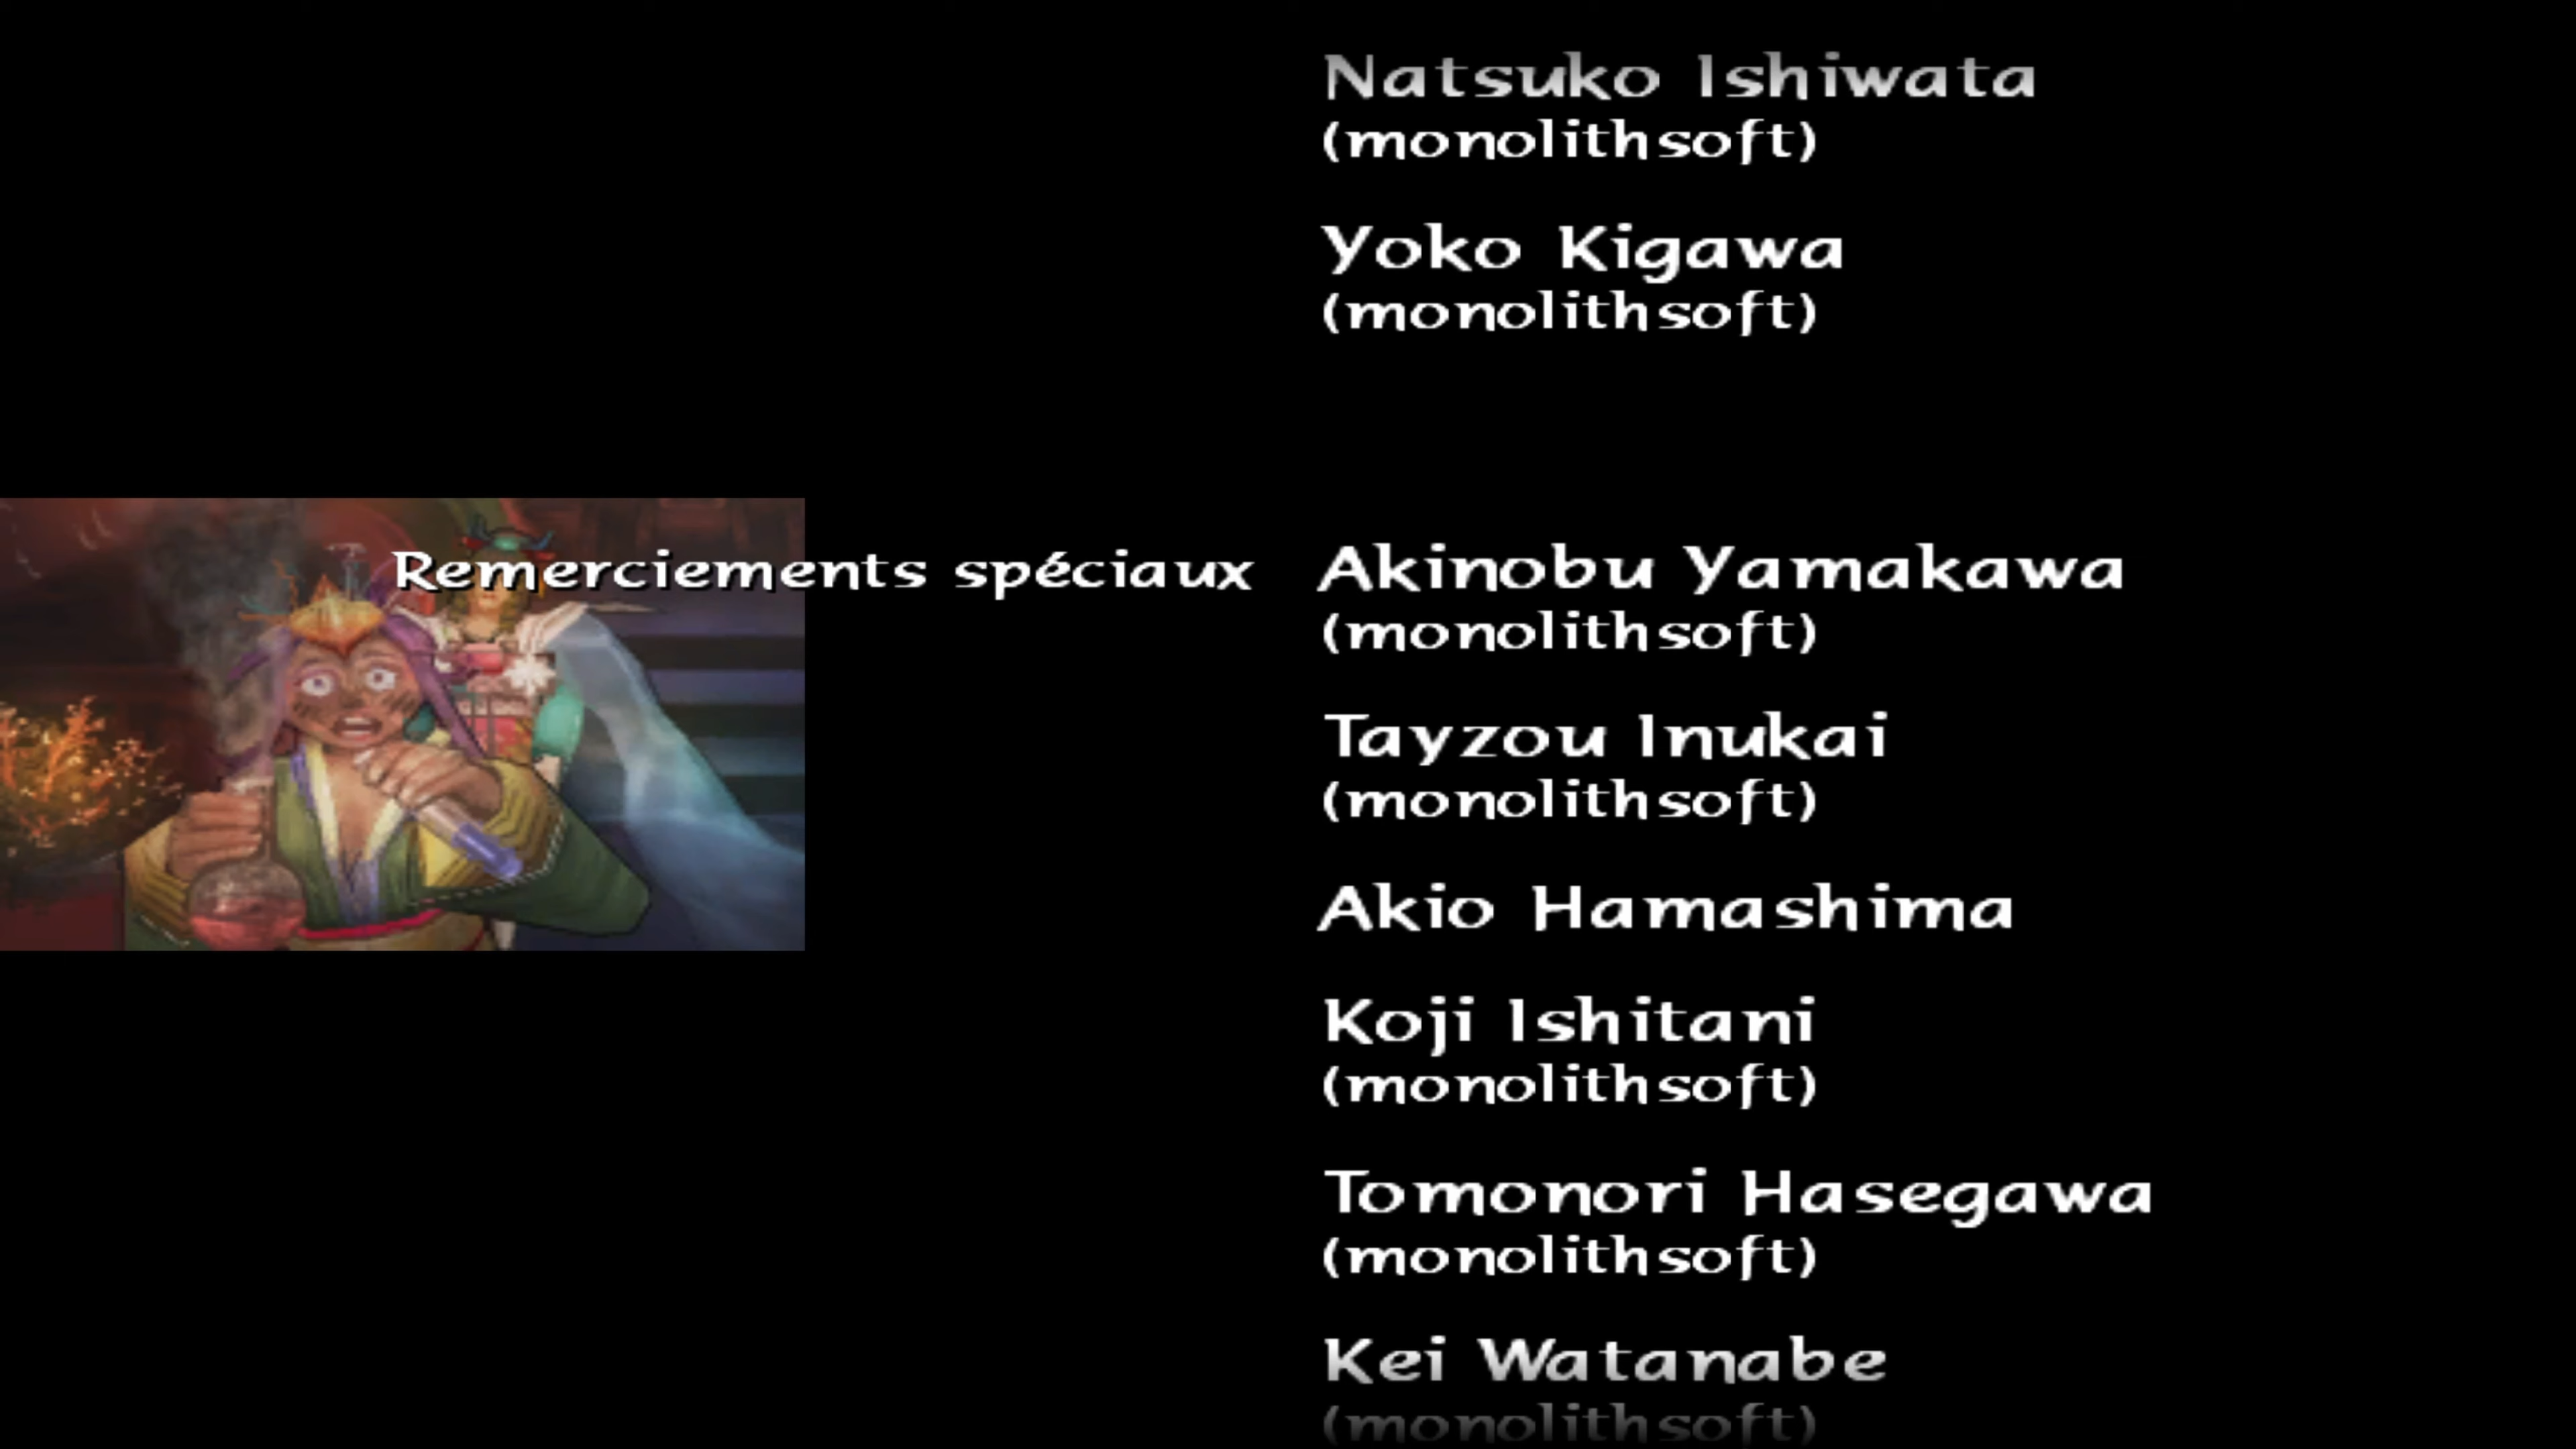 Natsuko Ishiwata
(monolithsoft)
Yoko Kigawa
(monolithsoft)
Remerciements spéciaux
Akinobu Yamakawa
(monolithsoft)
Tayzou Inukai
(monolithsoft)
Akio Hamashima
Koji Ishitani
(monolithsoft)
Tomonori Hasegawa
(monolithsoft)
Kei Watanabe
(monolithsoft)